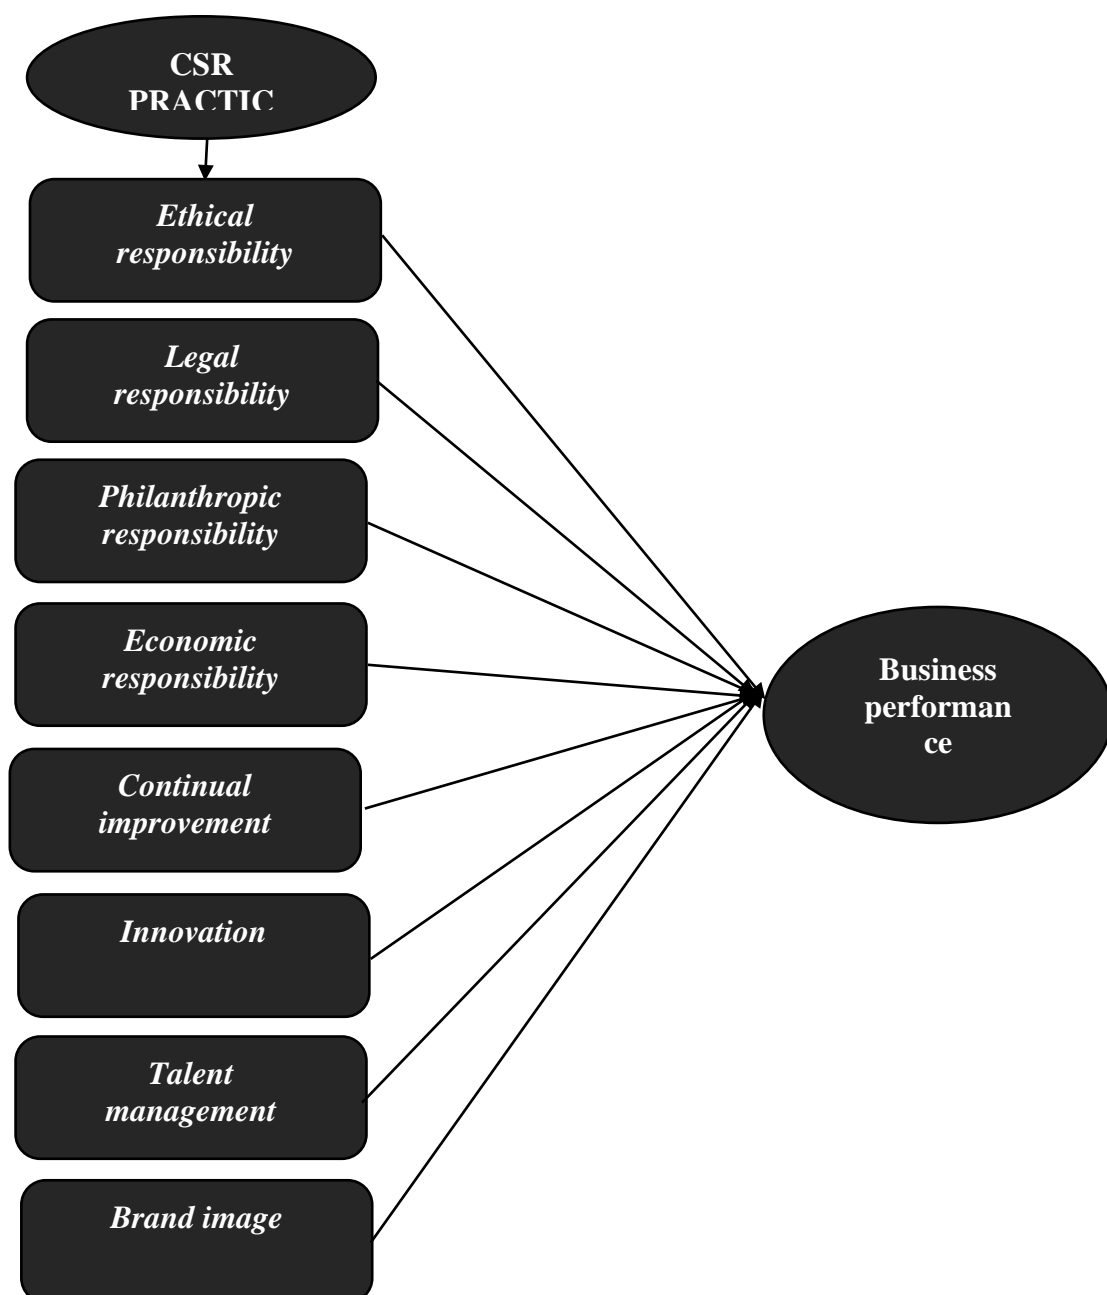 CSR
PRACTIC
Ethical
responsibility
Legal
responsibility
Philanthropic
responsibility
Economic
responsibility
Continual
improvement
Innovation
Talent
management
Brand image
Business
performan
ce